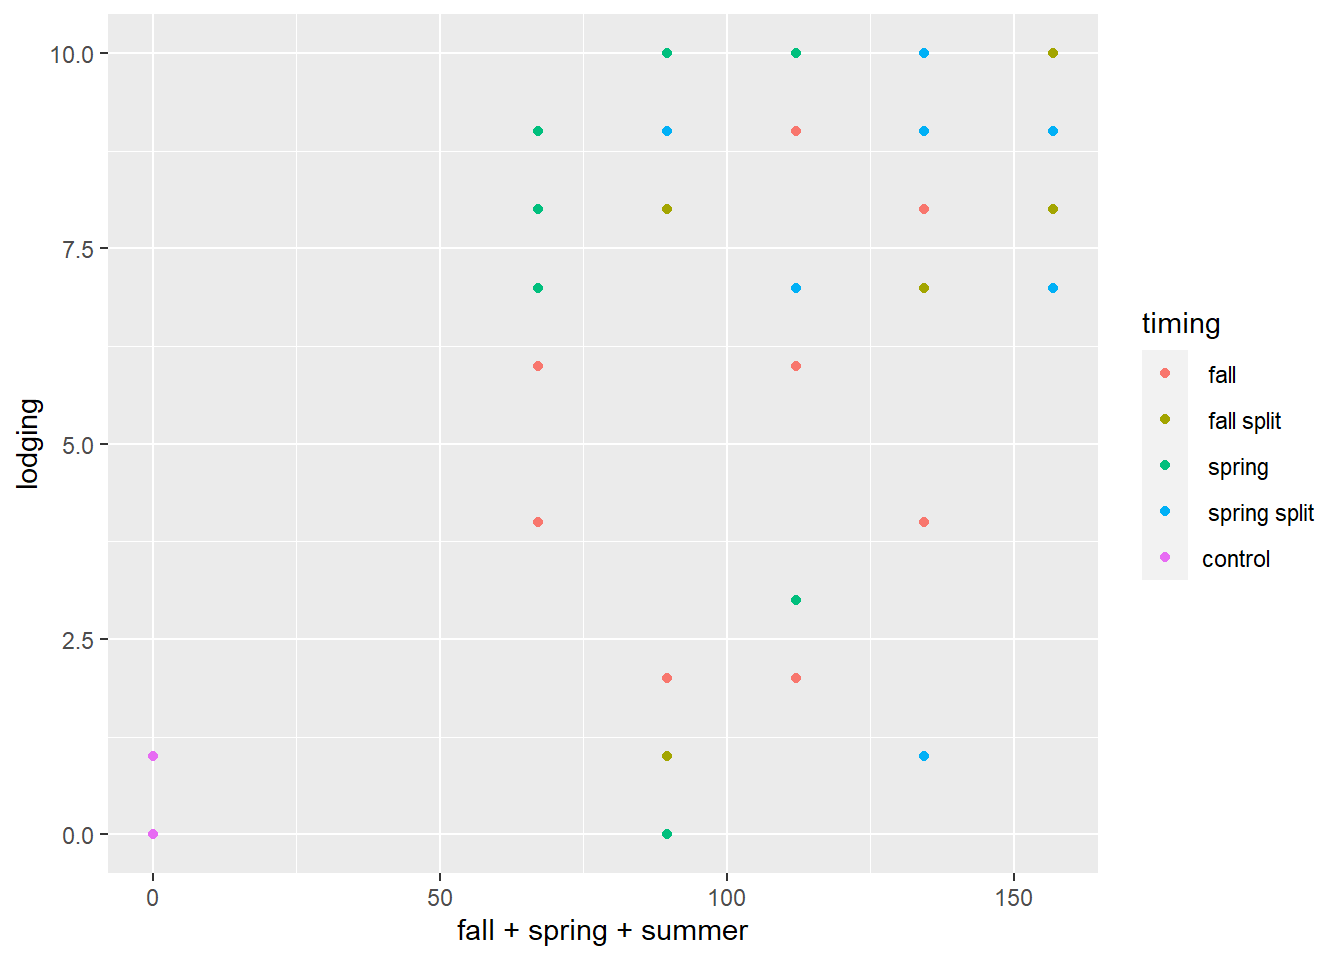 10.0
7.5
5.0
2.5
0.0
lodging
0 50 100 150
fall + spring + summer
timing
fall
fall split
spring
spring split
control